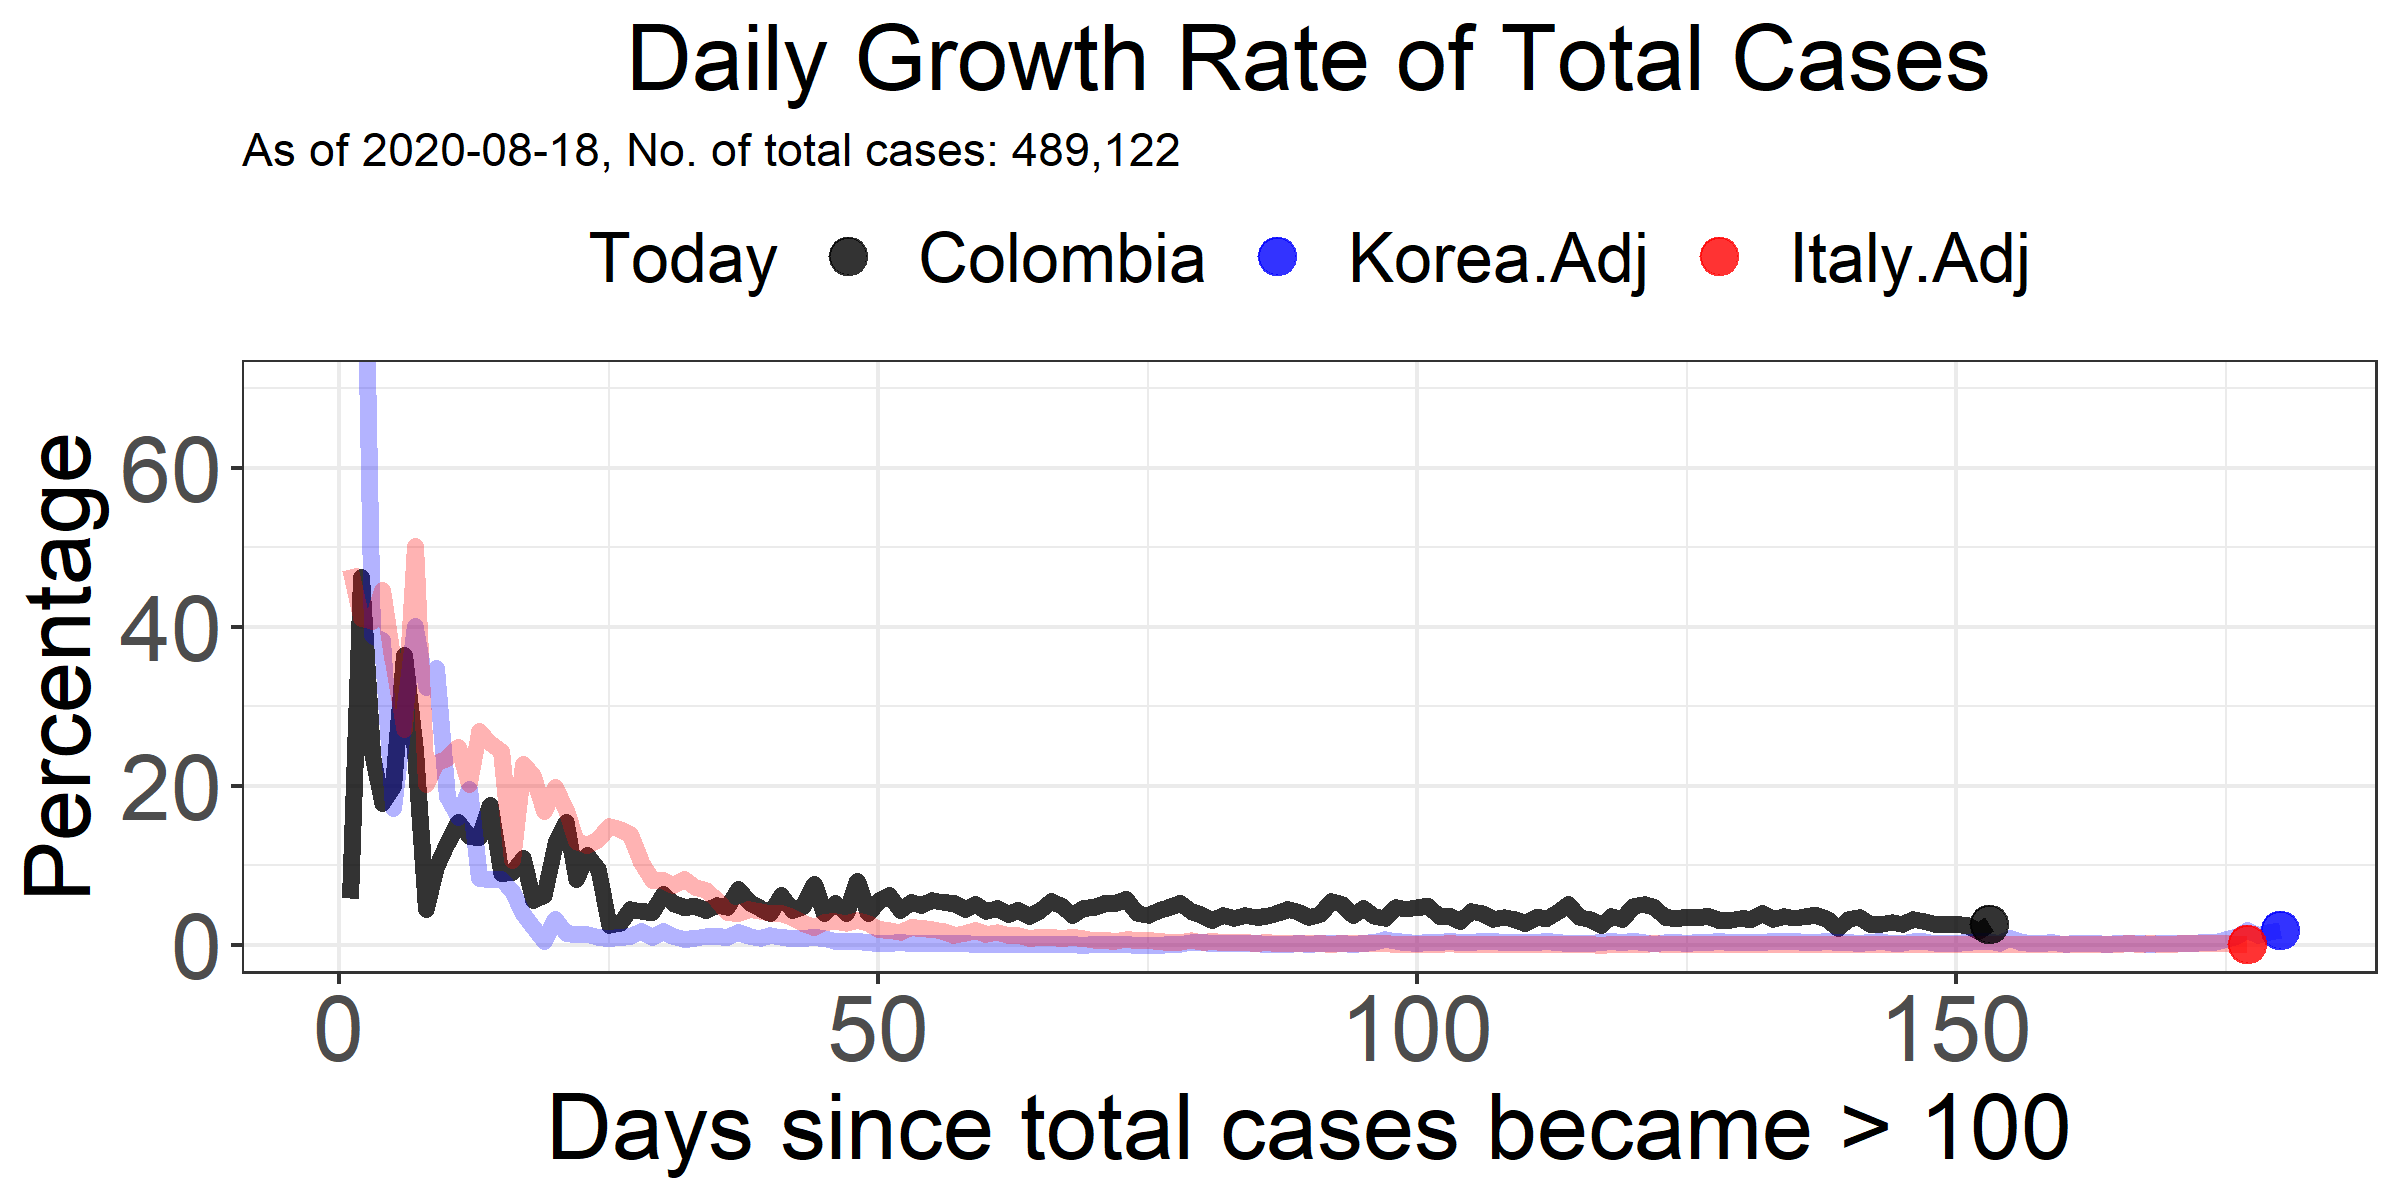 Daily Growth Rate of Total Cases
As of 2020-08-18, No. of total cases: 489,122
Today Colombia Korea.Adj Italy.Adj
Percentage
60
40
20
0
0 50 100 150
Days since total cases became > 100